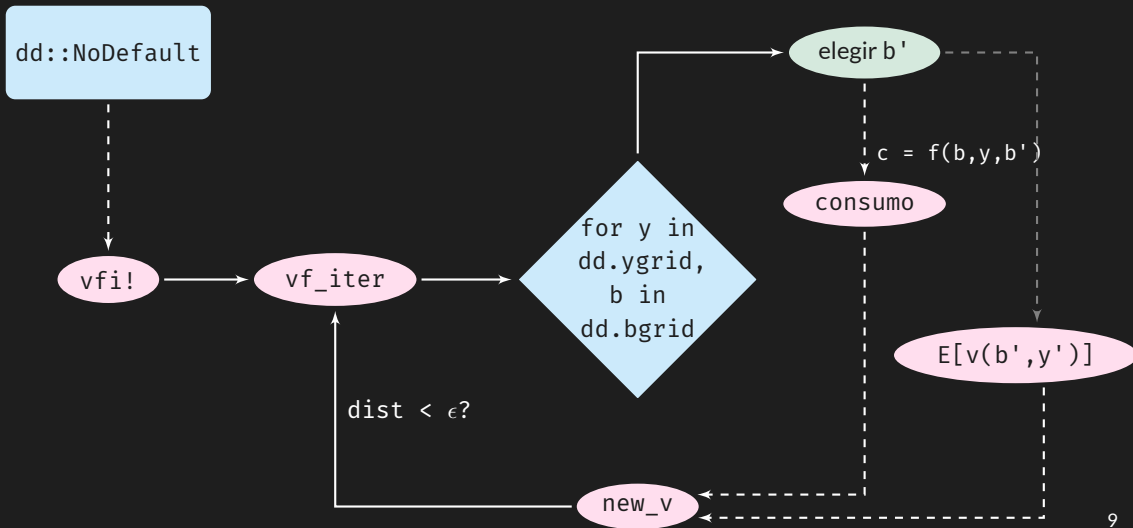 dd::NoDefault
elegir b'
c = f(b,y,b')
consumo
for y in
dd.ygrid,
b in
dd.bgrid
vfi!
vf_iter
E[v(b',y')]
dist < ϵ?
new_v
9